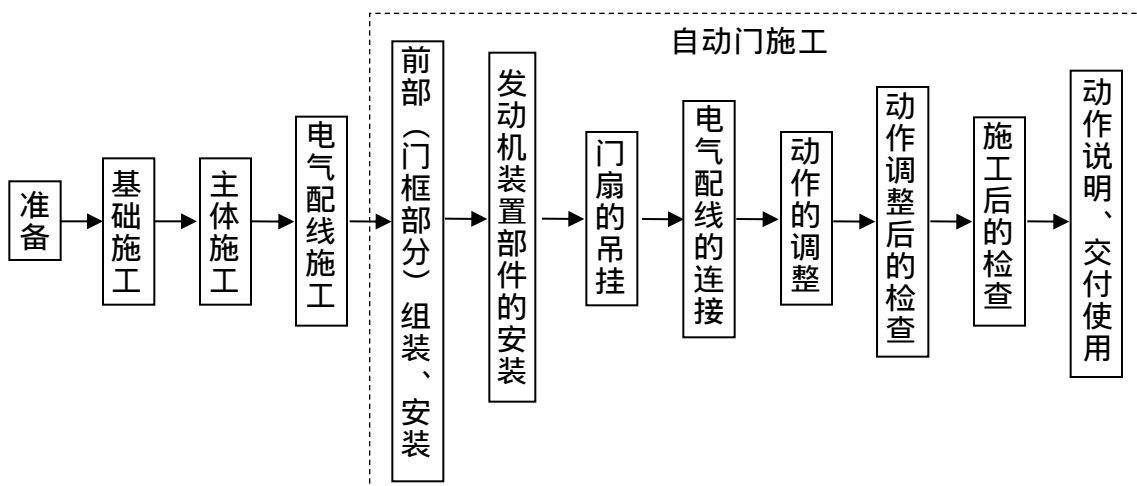 自动门施工
准备
基础施工
主体施工
电气配线施工
前部（门框部分）组装、安装
发动机装置部件的安装
门扇的吊挂
电气配线的连接
动作的调整
动作调整后的检查
施工后的检查
动作说明、交付使用